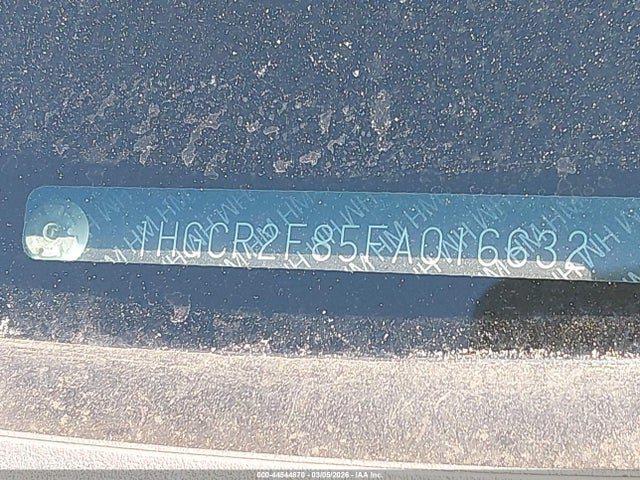 C 1HGCR2F85FA016632
000-44544870 | 03/05/2026 | IAA Inc.